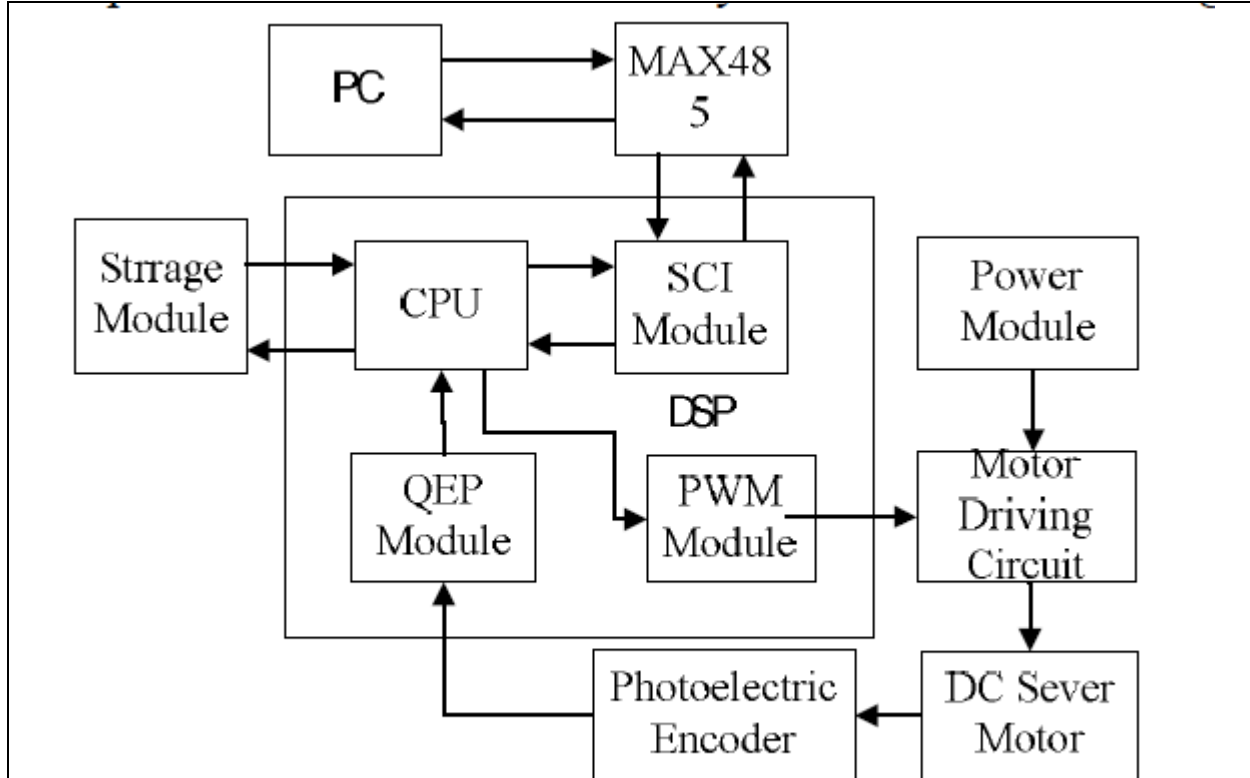 PC
MAX48
5
Strrage
Module
CPU
SCI
Module
Power
Module
DSP
QEP
Module
PWM
Module
Motor
Driving
Circuit
Photoelectric
Encoder
DC Sever
Motor